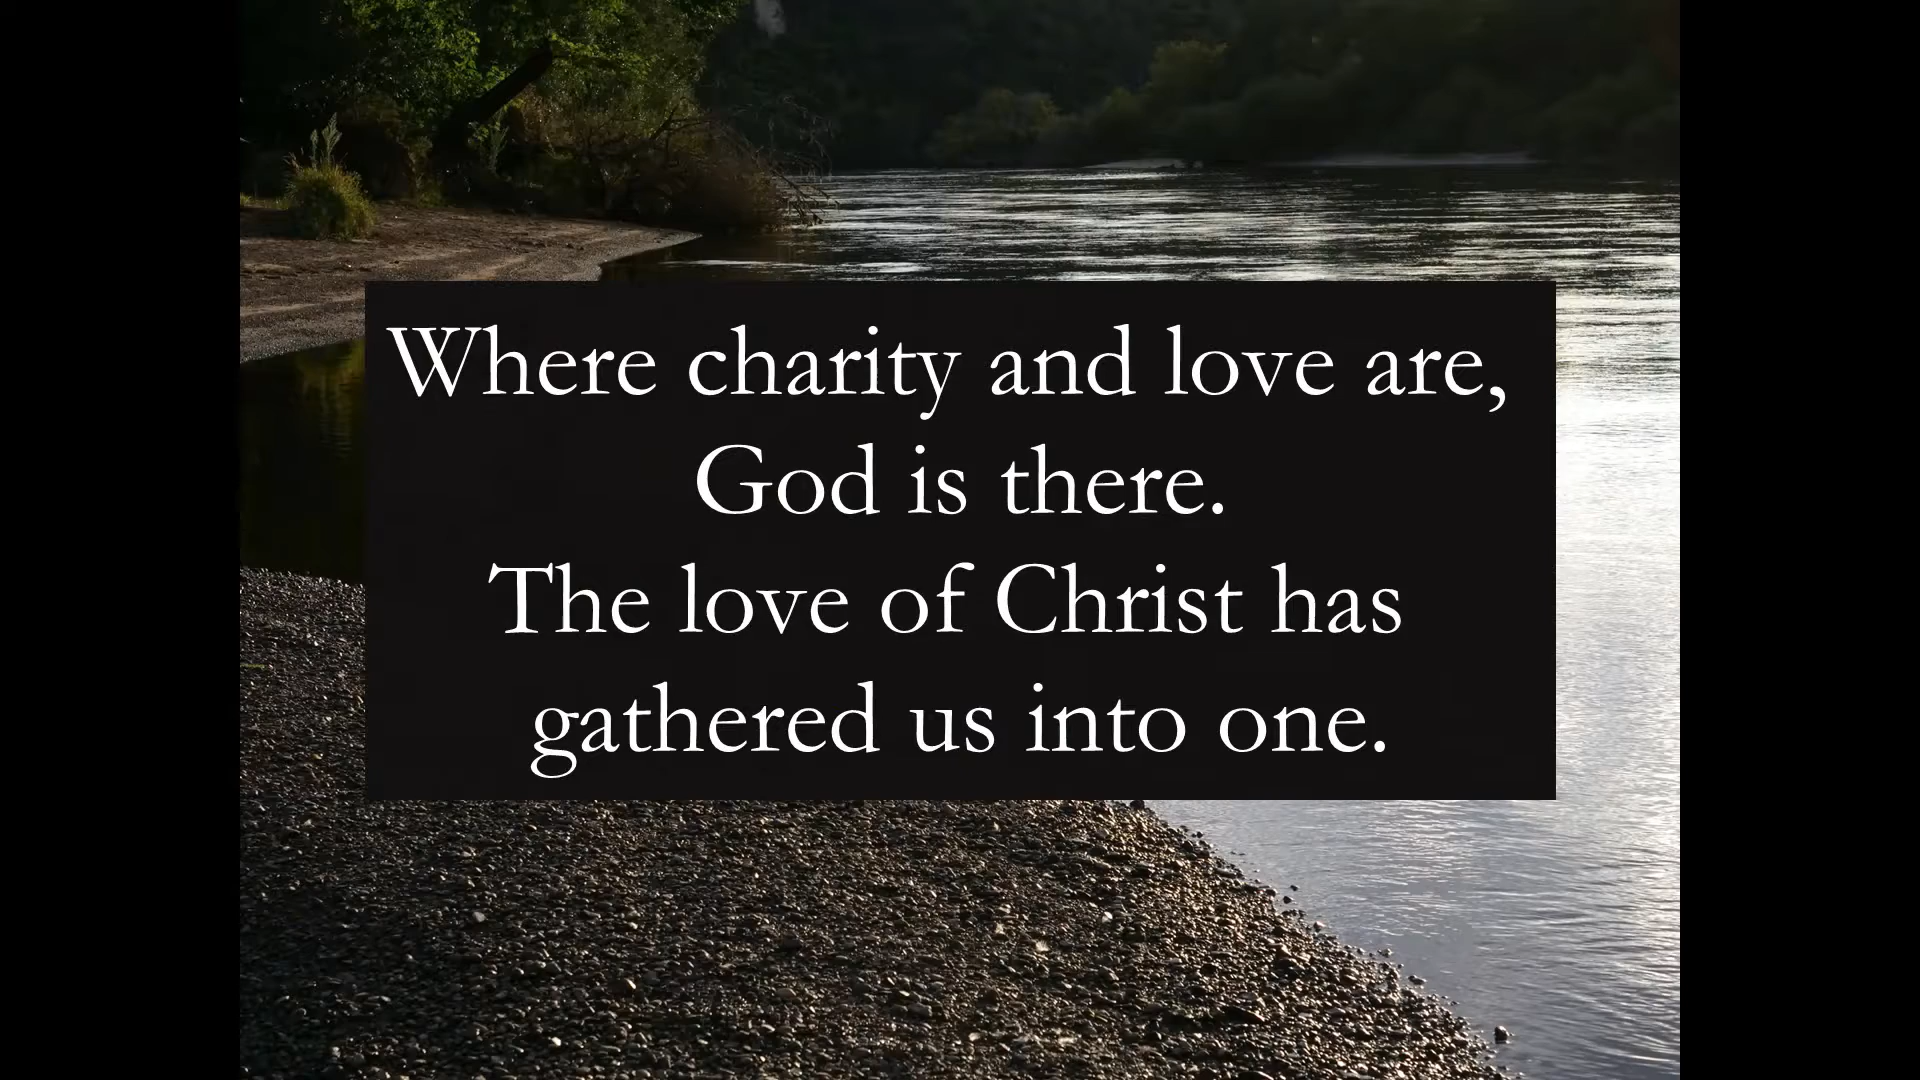 Where charity and love are,
God is there.
The love of Christ has
gathered us into one.